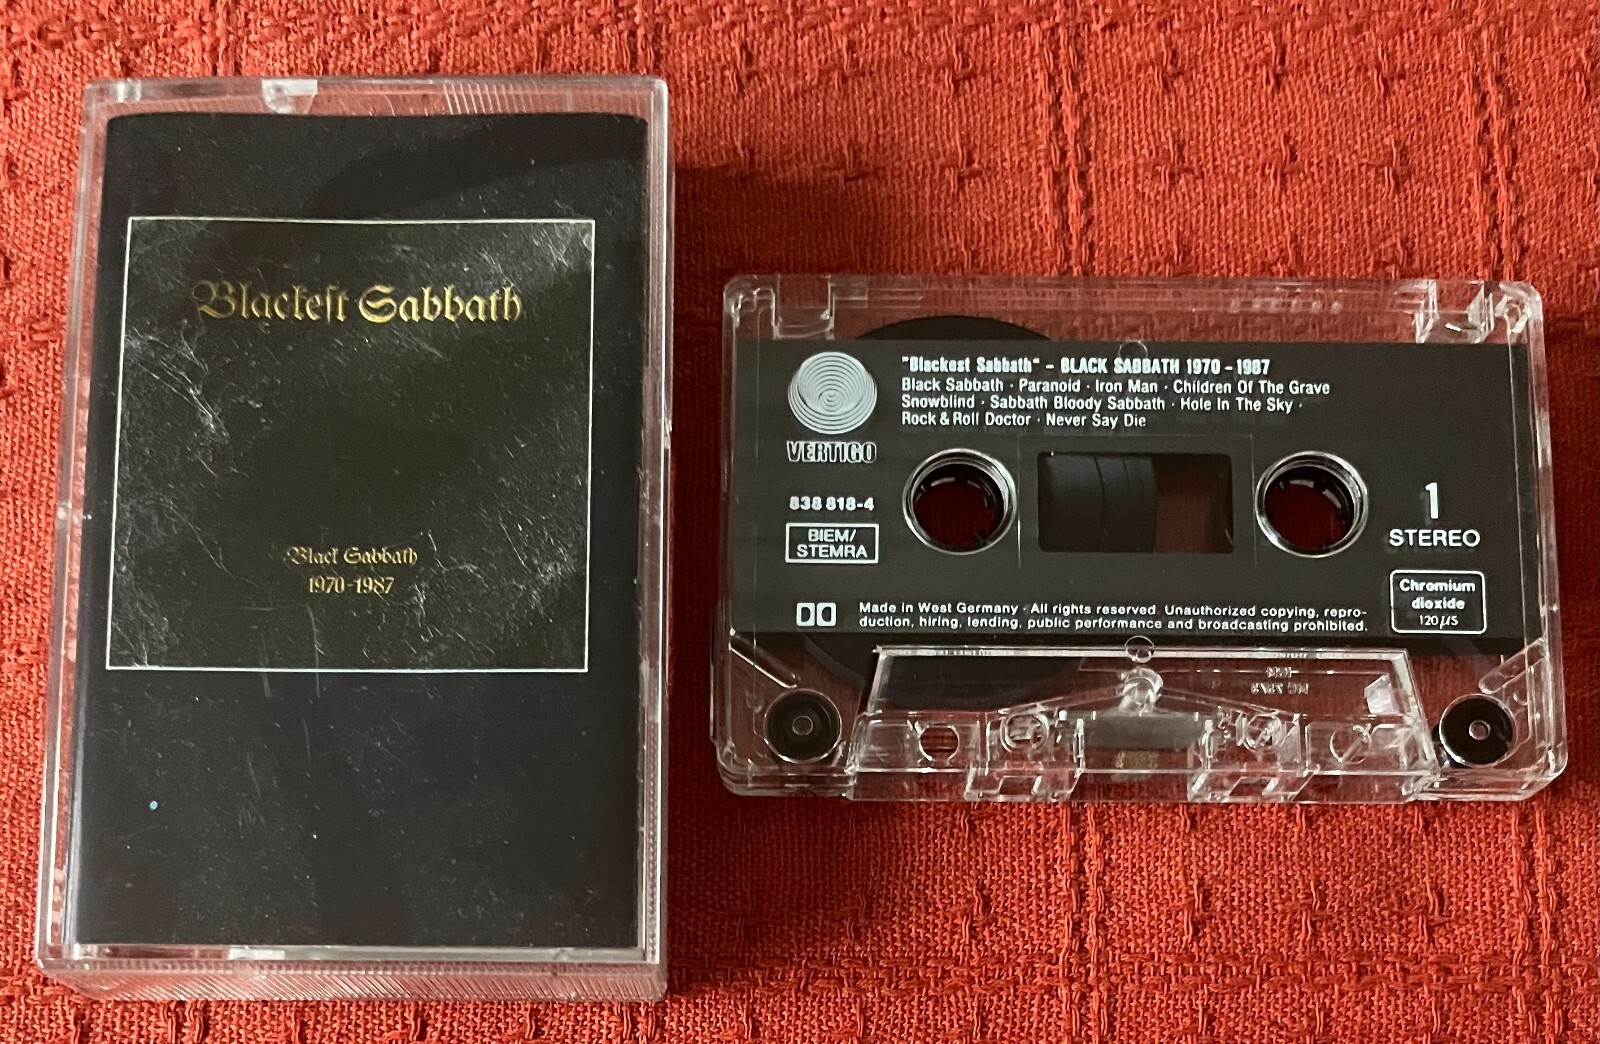 Blackest Sabbath
Black Sabbath
1970-1987
"Blackest Sabbath" - BLACK SABBATH 1970-1987
Black Sabbath · Paranoid · Iron Man · Children Of The Grave
Snowblind · Sabbath Bloody Sabbath · Hole In The Sky ·
Rock & Roll Doctor · Never Say Die
VERTIGO
838 818-4
BIEM/
STEMRA
1
STEREO
Chromium
dioxide
120 µS
Made in West Germany · All rights reserved. Unauthorized copying, repro-
duction, hiring, lending, public performance and broadcasting prohibited.